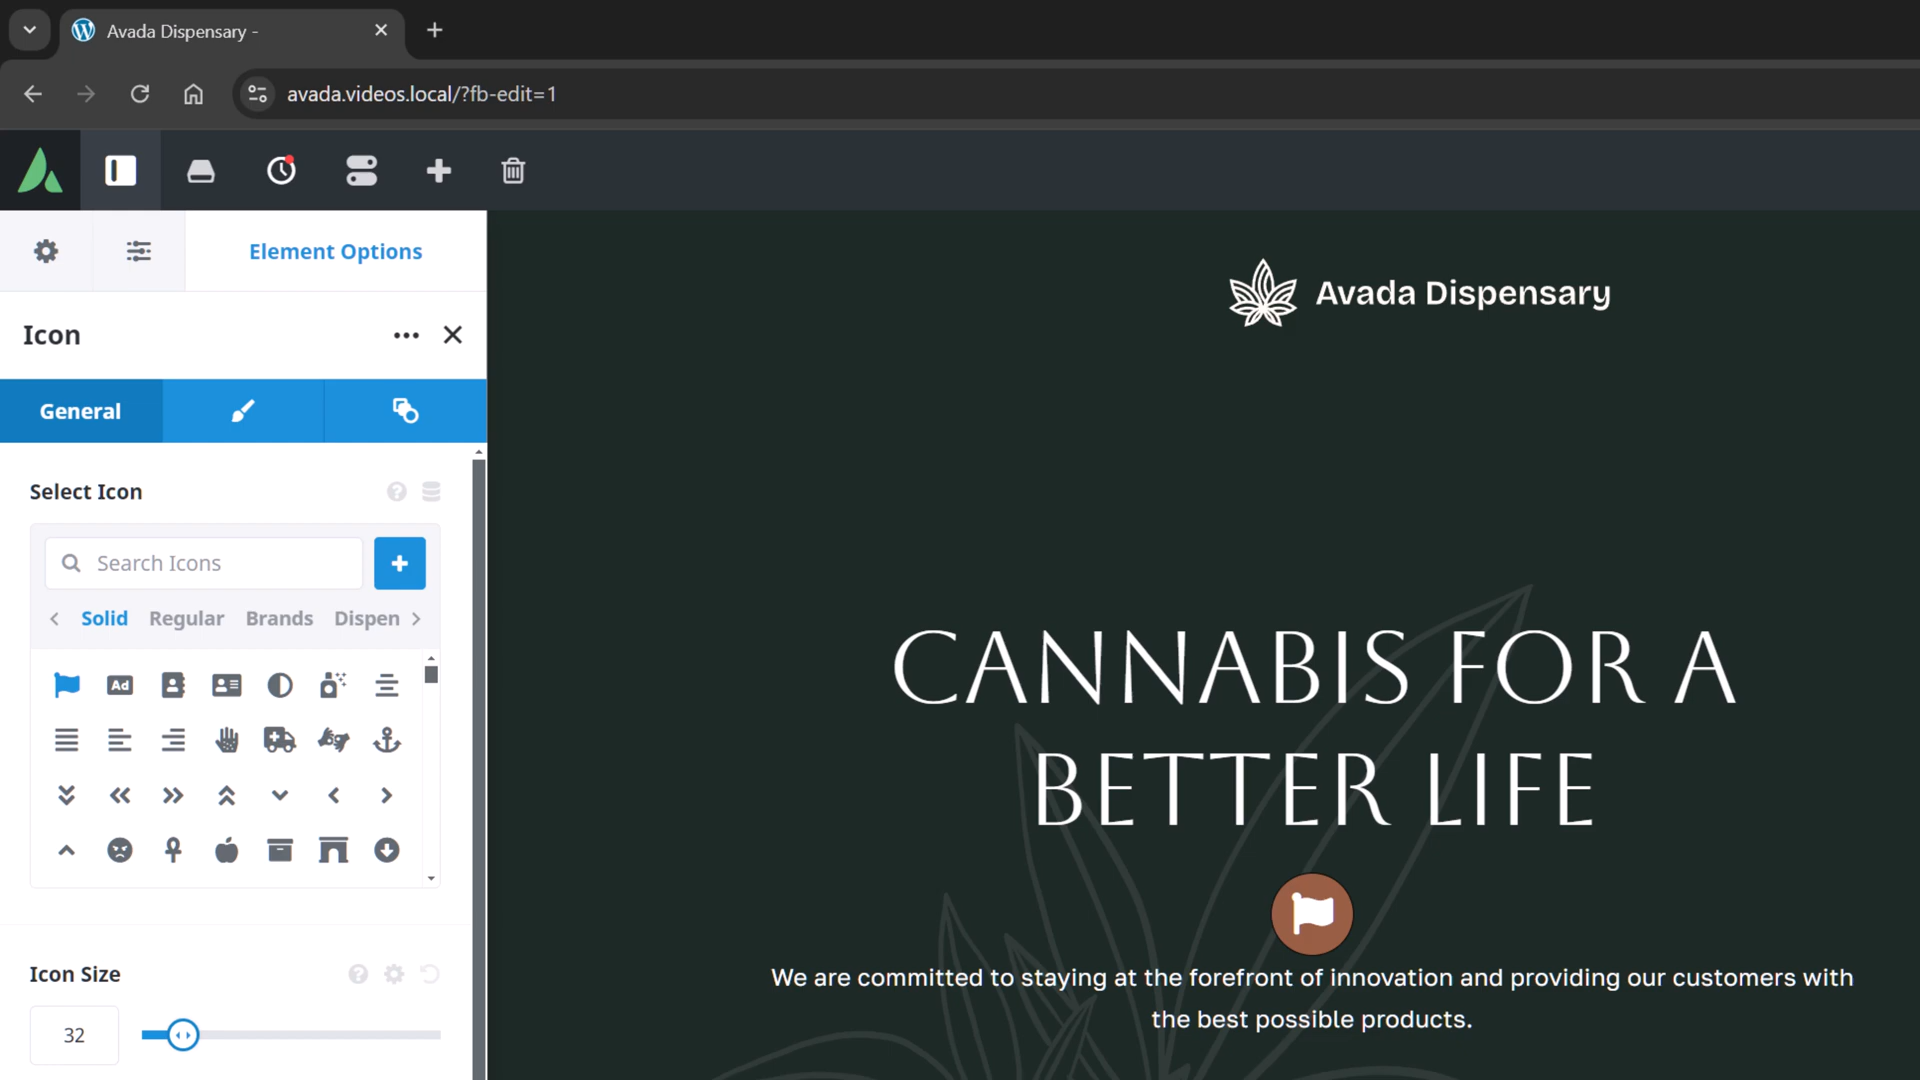 Avada Dispensary -
avada.videos.local/?fb-edit=1
Element Options
Icon
General
Select Icon
Search Icons
Solid Regular Brands Dispen
Ad
Icon Size
32
Avada Dispensary
CANNABIS FOR A
BETTER LIFE
We are committed to staying at the forefront of innovation and providing our customers with
the best possible products.